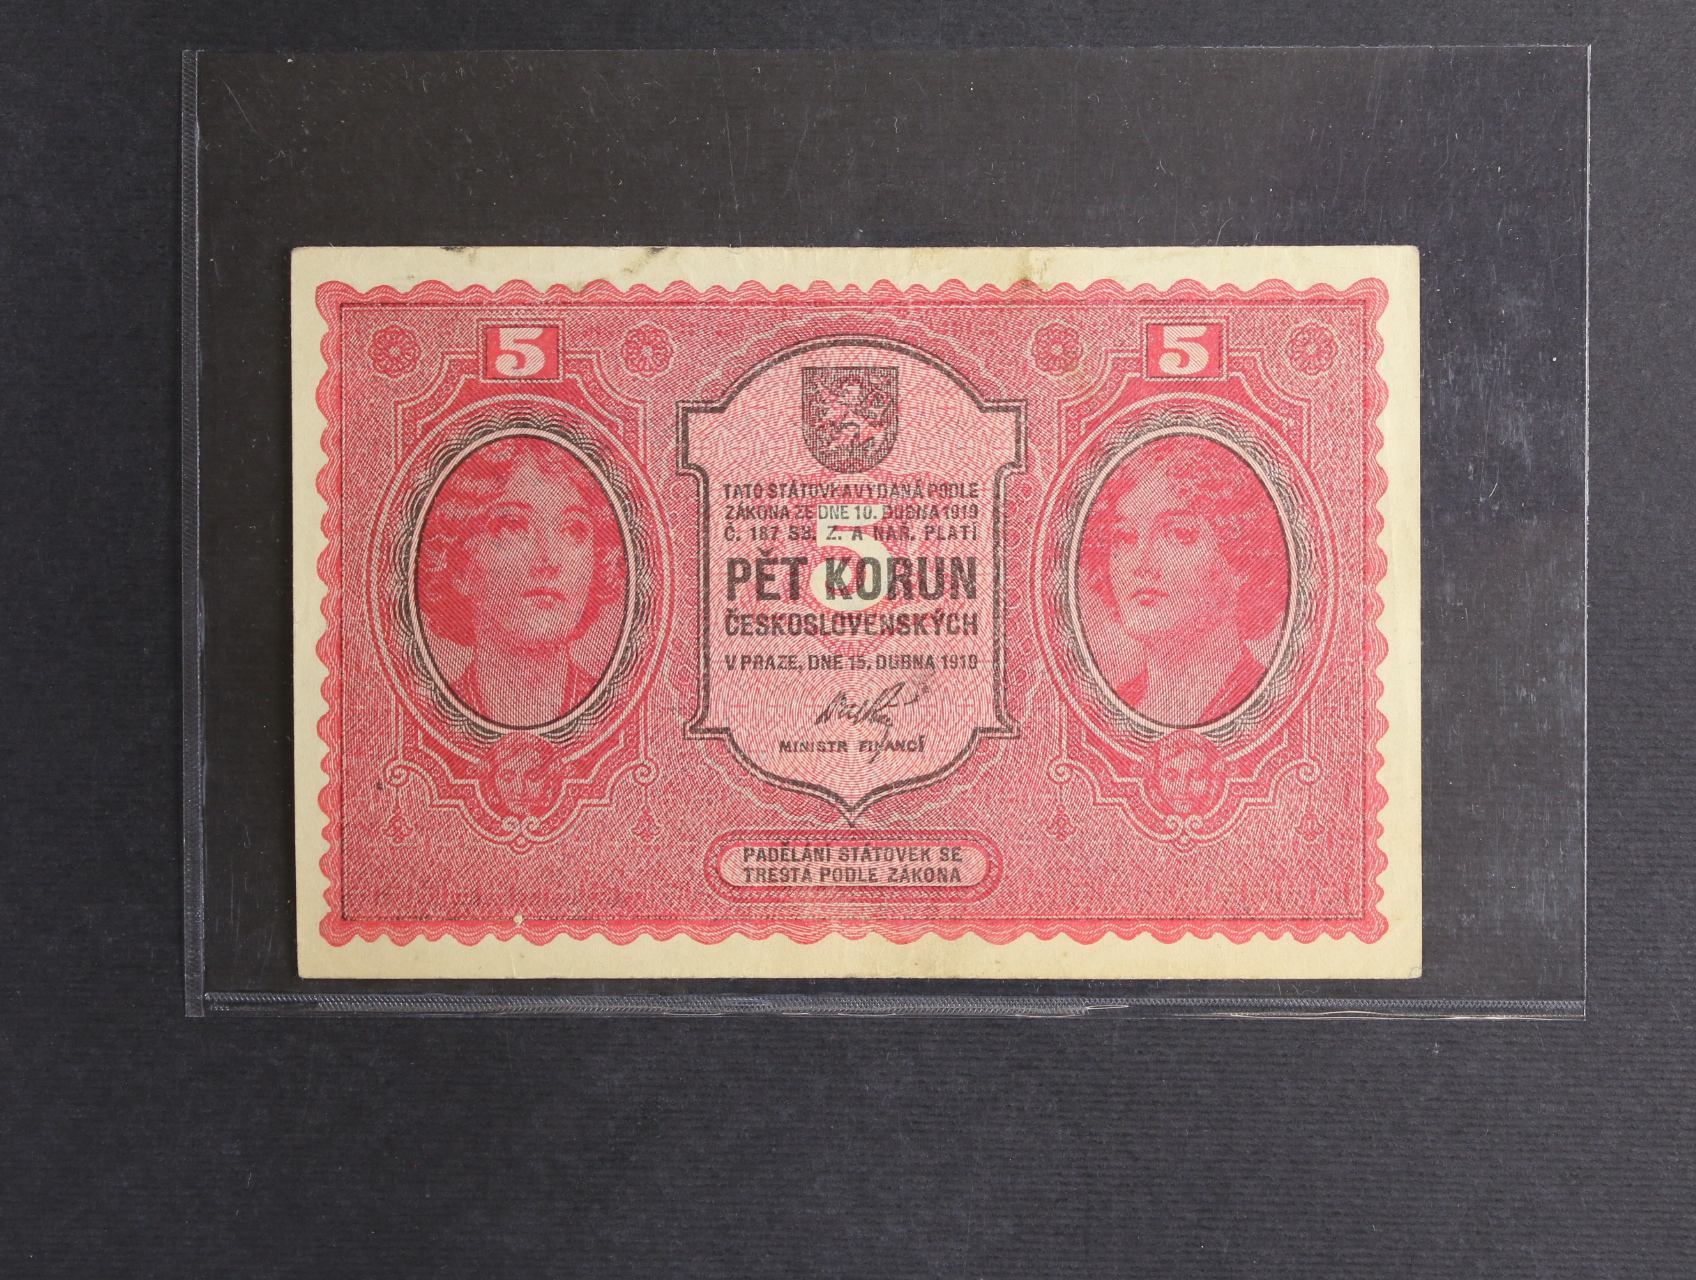 5 5
TATO STÁTOVKA VYDANÁ PODLE
ZÁKONA ZE DNE 10. DUBNA 1919
Č. 187 SB. Z. A NAŘ. PLATÍ
5
PĚT KORUN
ČESKOSLOVENSKÝCH
V PRAZE, DNE 15. DUBNA 1919
MINISTR FINANCÍ
PADĚLÁNÍ STÁTOVEK SE
TRESTÁ PODLE ZÁKONA